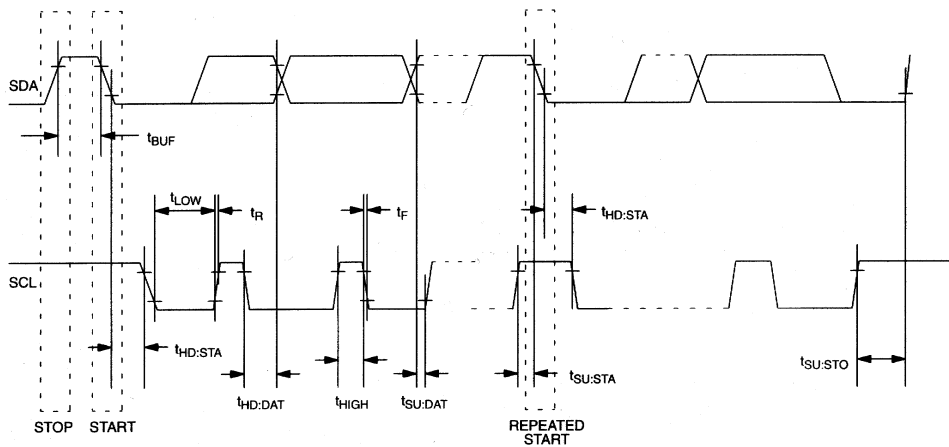 SDA
tBUF
tLOW
tR
tF
tHD:STA
SCL
tHD:STA
tHD:DAT
tHIGH
tSU:DAT
tSU:STA
tSU:STO
STOP
START
REPEATED
START